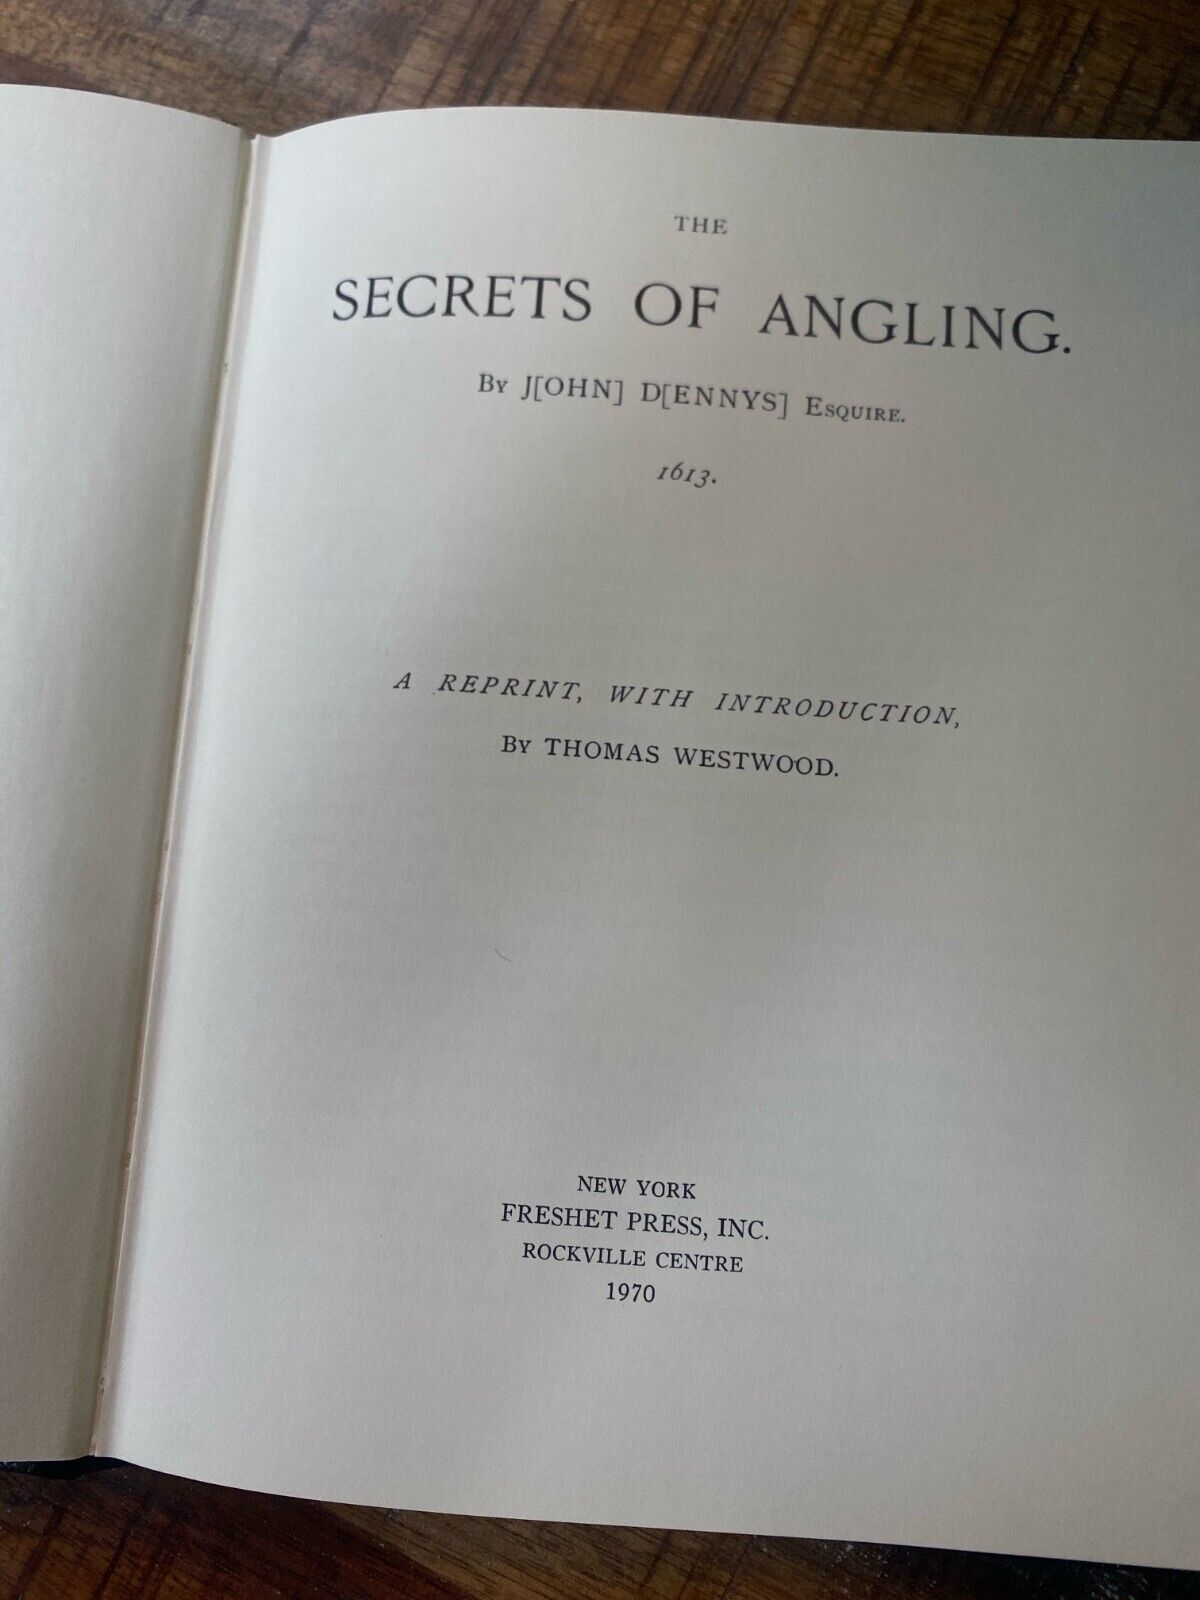 THE
SECRETS OF ANGLING.
By J[OHN] D[ENNYS] Esquire.
1613.
A REPRINT, WITH INTRODUCTION,
By THOMAS WESTWOOD.
NEW YORK
FRESHET PRESS, INC.
ROCKVILLE CENTRE
1970